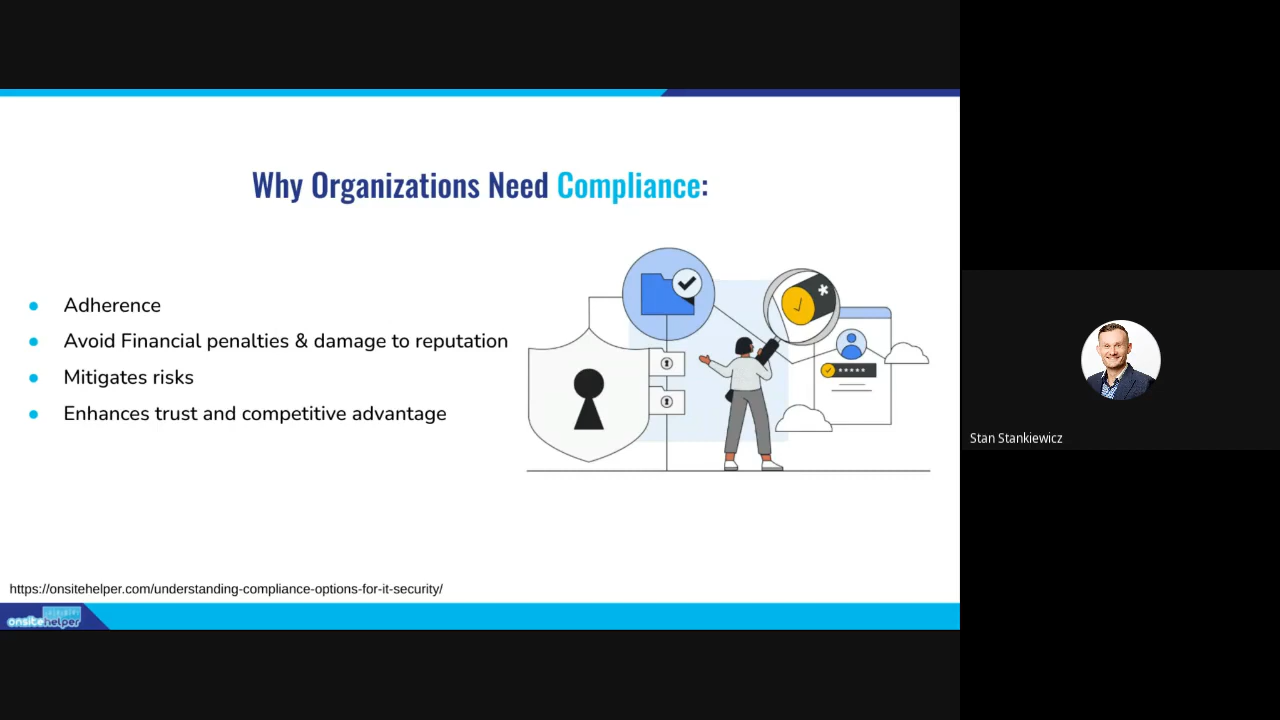 Why Organizations Need Compliance:
Adherence
Avoid Financial penalties & damage to reputation
Mitigates risks
Enhances trust and competitive advantage
*
*****
https://onsitehelper.com/understanding-compliance-options-for-it-security/
onsitehelper
Stan Stankiewicz